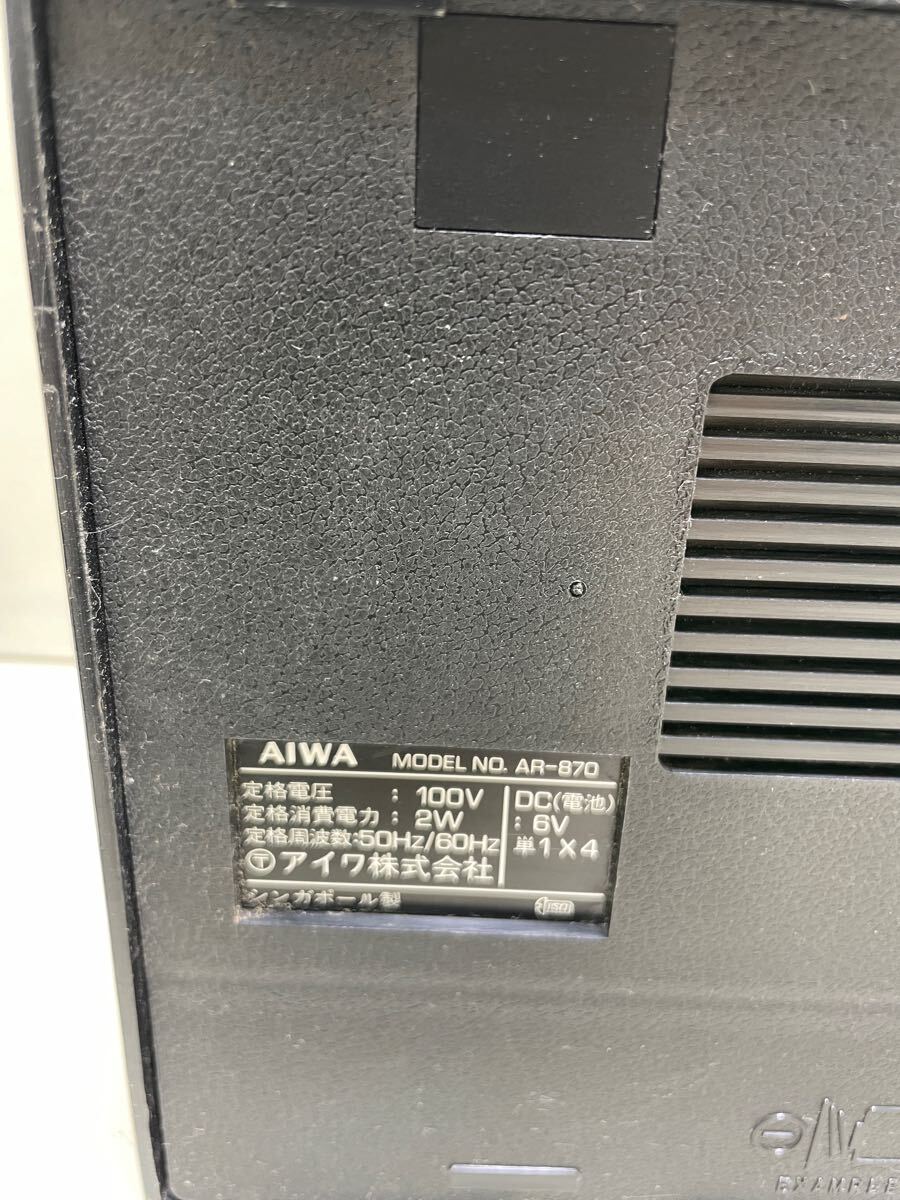 AIWA MODEL NO. AR-870
定格電圧 : 100V
定格消費電力 : 2W
定格周波数:50Hz/60Hz
DC(電池)
: 6V
単1×4
〒アイワ株式会社
シンガポール製
EXAMPLE